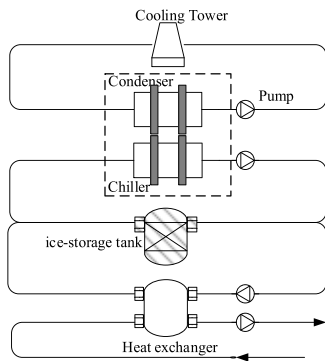 Cooling Tower
Condenser
Pump
Chiller
ice-storage tank
Heat exchanger